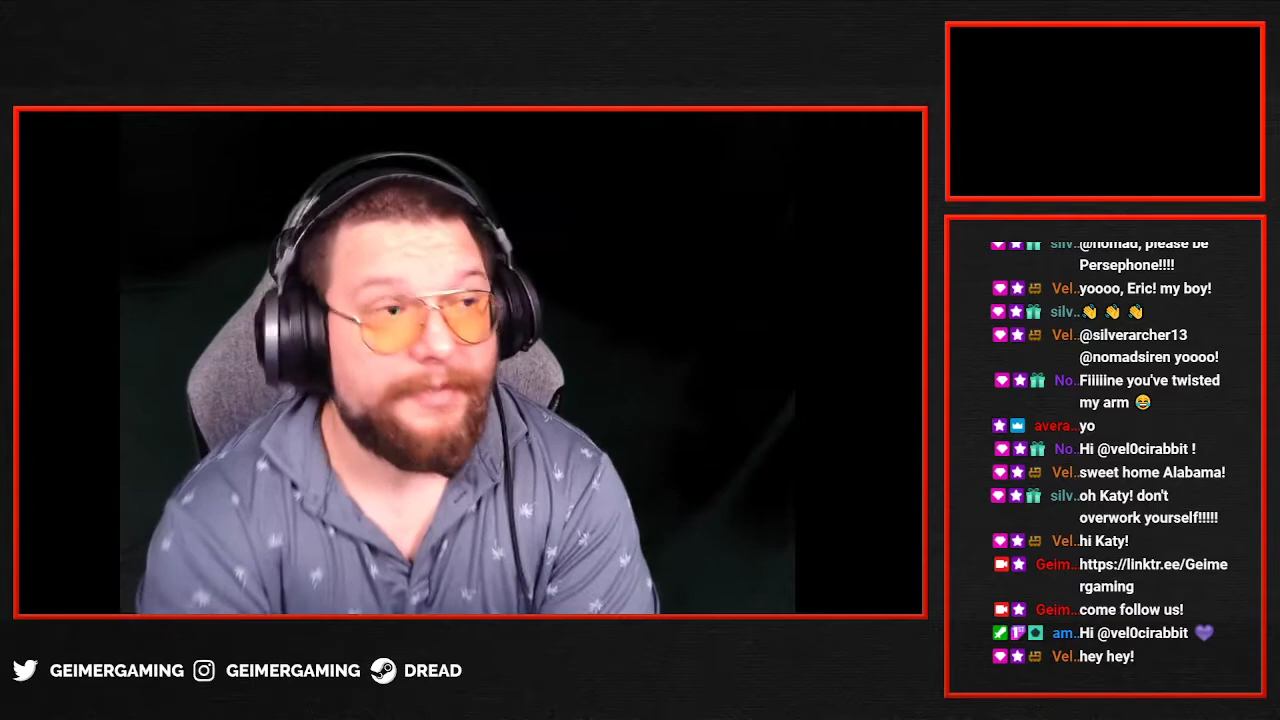 silv..@nomad, please be
Persephone!!!!
Vel..yoooo, Eric! my boy!
silv..👏 👏 👏
Vel..@silverarcher13
@nomadsiren yoooo!
No..Fiiiiine you've twisted
my arm 😂
avera..yo
No..Hi @vel0cirabbit !
Vel..sweet home Alabama!
silv..oh Katy! don't
overwork yourself!!!!!
Vel..hi Katy!
Geim..https://linktr.ee/Geime
rgaming
Geim..come follow us!
am..Hi @vel0cirabbit 💜
Vel..hey hey!
GEIMERGAMING GEIMERGAMING DREAD